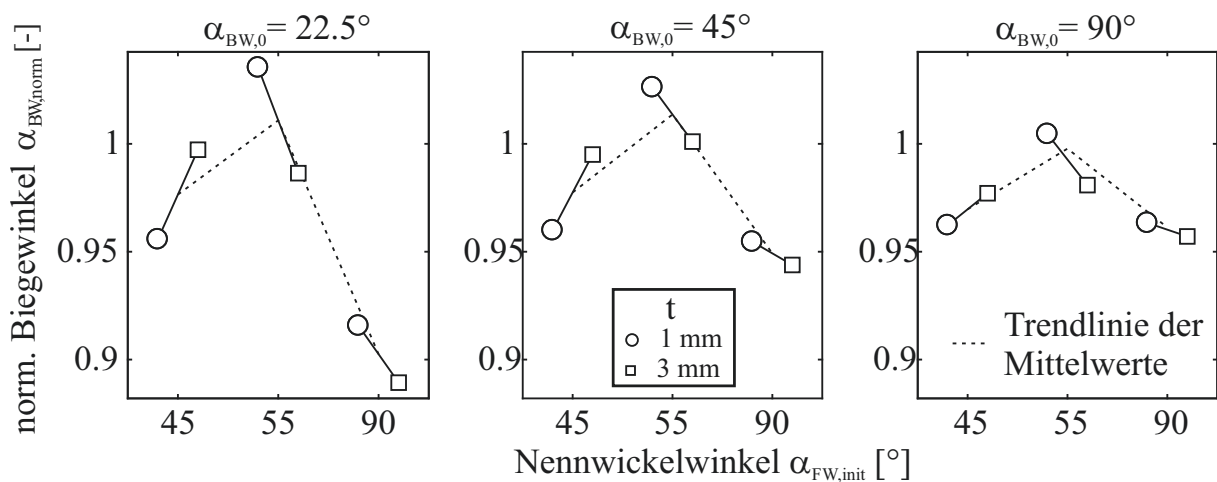 α_BW,0 = 22.5°
α_BW,0 = 45°
α_BW,0 = 90°
norm. Biegewinkel α_BW,norm [-]
1
0.95
0.9
45 55 90
1
0.95
0.9
45 55 90
t
1 mm
3 mm
1
0.95
0.9
45 55 90
Trendlinie der
Mittelwerte
Nennwickelwinkel α_FW,init [°]